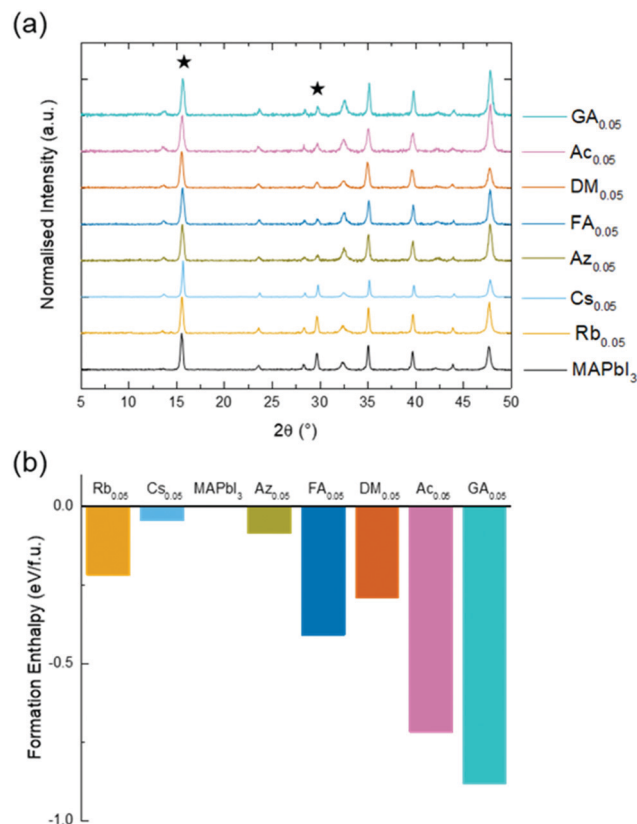 (a)
★
★
Normalised Intensity (a.u.)
GA0.05
Ac0.05
DM0.05
FA0.05
Az0.05
Cs0.05
Rb0.05
MAPbI3
5 10 15 20 25 30 35 40 45 50
2θ (°)
(b)
Rb0.05 Cs0.05 MAPbI3 Az0.05 FA0.05 DM0.05 Ac0.05 GA0.05
0.0
-0.5
-1.0
Formation Enthalpy (eV/f.u.)